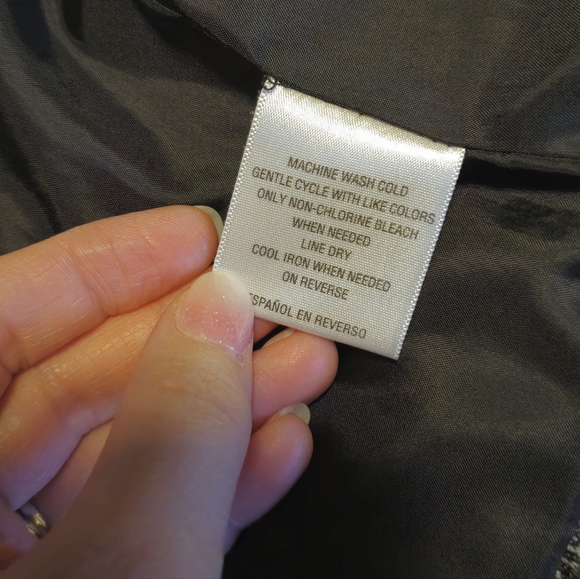 MACHINE WASH COLD
GENTLE CYCLE WITH LIKE COLORS
ONLY NON-CHLORINE BLEACH
WHEN NEEDED
LINE DRY
COOL IRON WHEN NEEDED
ON REVERSE
ESPAÑOL EN REVERSO